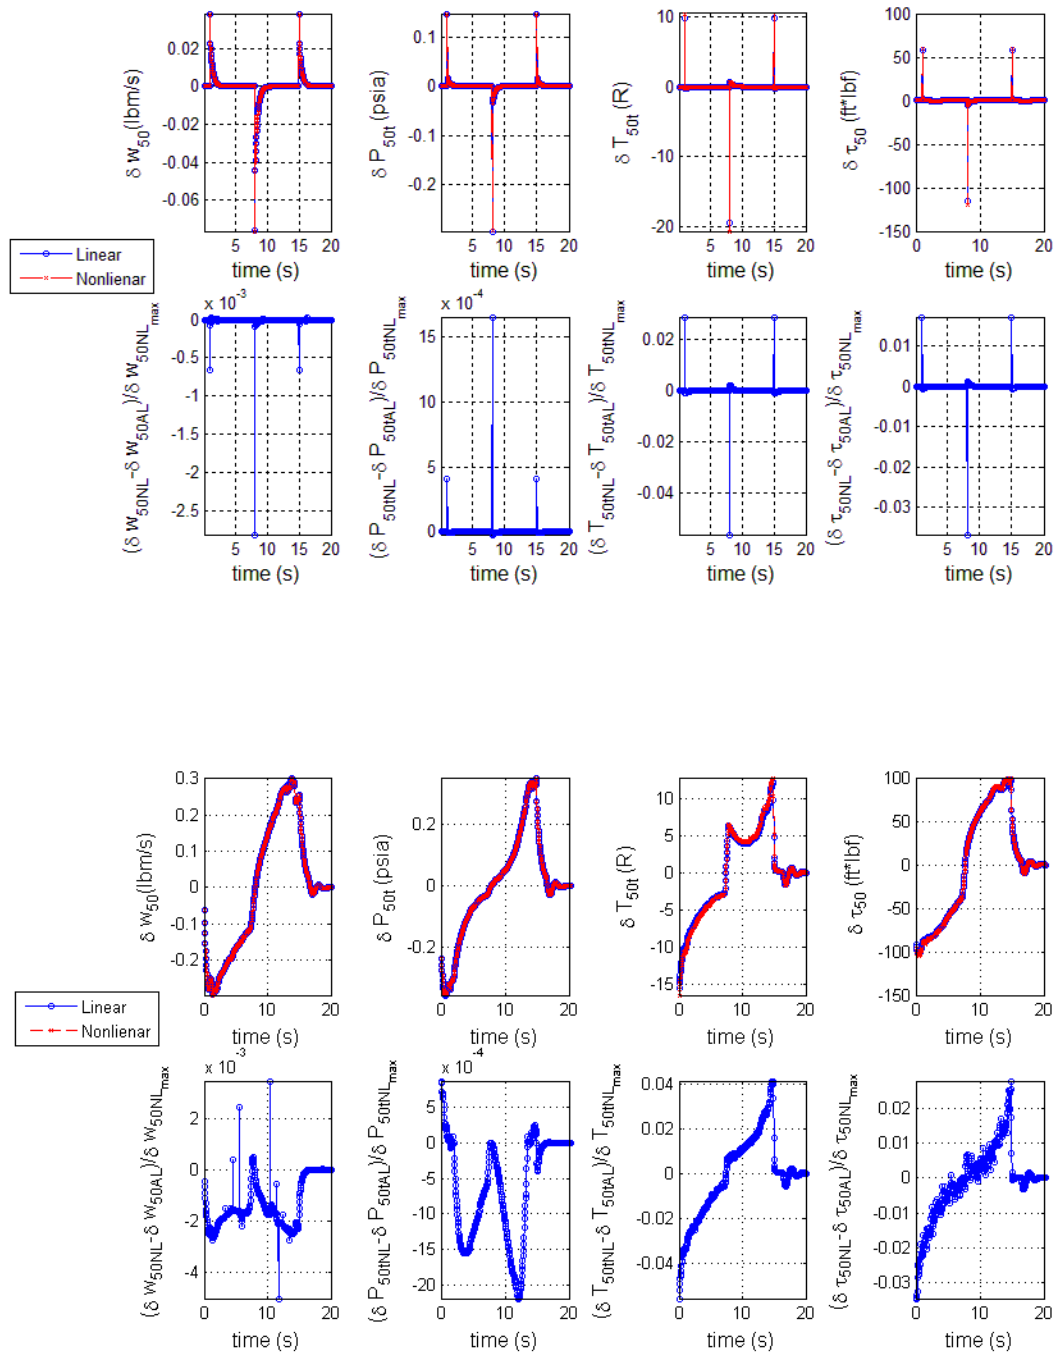 δ w50(lbm/s)
0.02
0
-0.02
-0.04
-0.06
5 10 15 20
time (s)
δ P50t (psia)
0.1
0
-0.1
-0.2
5 10 15 20
time (s)
δ T50t (R)
10
0
-10
-20
5 10 15 20
time (s)
δ τ50 (ft*lbf)
100
50
0
-50
-100
-150
5 10 15 20
time (s)
Linear
Nonlienar
x 10-3
(δ w50NL-δ w50AL)/δ w50NLmax
0
-0.5
-1
-1.5
-2
-2.5
5 10 15 20
time (s)
x 10-4
(δ P50tNL-δ P50tAL)/δ P50tNLmax
15
10
5
0
5 10 15 20
time (s)
(δ T50tNL-δ T50tAL)/δ T50tNLmax
0.02
0
-0.02
-0.04
5 10 15 20
time (s)
(δ τ50NL-δ τ50AL)/δ τ50NLmax
0.01
0
-0.01
-0.02
-0.03
5 10 15 20
time (s)
δ w50(lbm/s)
0.3
0.2
0.1
0
-0.1
-0.2
0 10 20
time (s)
δ P50t (psia)
0.2
0
-0.2
0 10 20
time (s)
δ T50t (R)
10
5
0
-5
-10
-15
0 10 20
time (s)
δ τ50 (ft*lbf)
100
50
0
-50
-100
-150
0 10 20
time (s)
Linear
Nonlienar
x 10-3
(δ w50NL-δ w50AL)/δ w50NLmax
2
0
-2
-4
0 10 20
time (s)
x 10-4
(δ P50tNL-δ P50tAL)/δ P50tNLmax
5
0
-5
-10
-15
-20
0 10 20
time (s)
(δ T50tNL-δ T50tAL)/δ T50tNLmax
0.04
0.02
0
-0.02
-0.04
0 10 20
time (s)
(δ τ50NL-δ τ50AL)/δ τ50NLmax
0.02
0.01
0
-0.01
-0.02
-0.03
0 10 20
time (s)